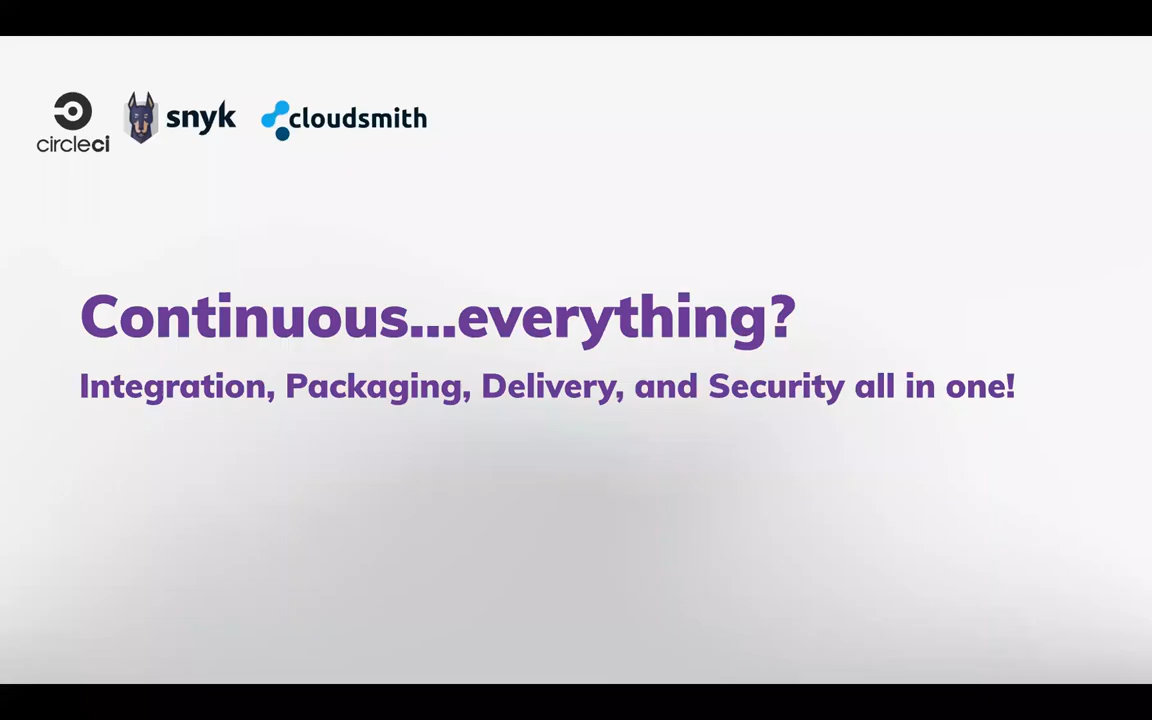 circleci
snyk
cloudsmith
Continuous...everything?
Integration, Packaging, Delivery, and Security all in one!